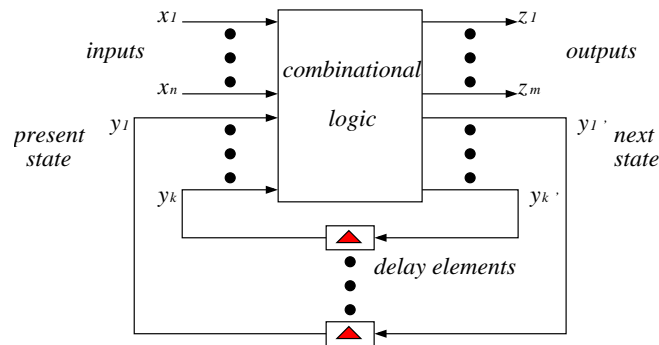 x1
z1
inputs
outputs
combinational
xn
logic
zm
present
state
y1
y1'
next
state
yk
yk'
delay elements